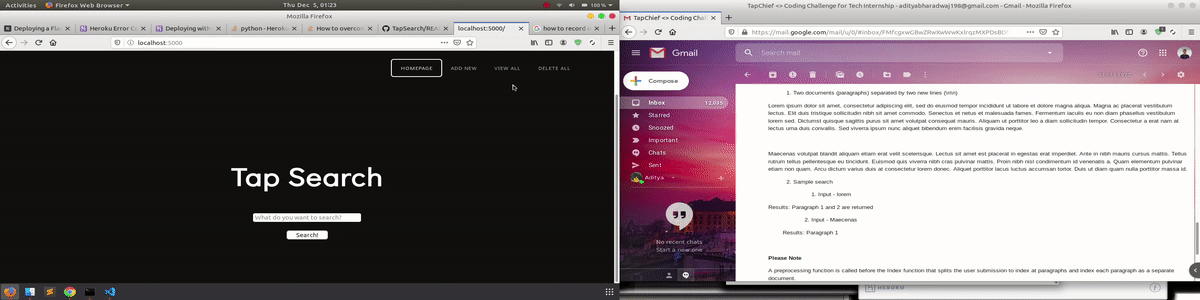 Activities
Firefox Web Browser
Thu Dec 5, 01:23
100 %
Mozilla Firefox
Deploying a Fla
Heroku Error C
Deploying with
python - Herok
How to overco
TapSearch/REA
localhost:5000/
how to record
localhost:5000
HOMEPAGE
ADD NEW
VIEW ALL
DELETE ALL
Tap Search
What do you want to search?
Search!
TapChief <> Coding Challenge for Tech Internship - adityabharadwaj198@gmail.com - Gmail - Mozilla Firefox
TapChief <> Coding Challen
https://mail.google.com/mail/u/0/#inbox/
Gmail
Search mail
Compose
Inbox
12,035
Starred
Snoozed
Important
Chats
Sent
Aditya
No recent chats
Start a new one
1. Two documents (paragraphs) separated by two new lines (\n\n)
Lorem ipsum dolor sit amet, consectetur adipiscing elit, sed do eiusmod tempor incididunt ut labore et dolore magna aliqua. Magna ac placerat vestibulum
lectus. Elit duis tristique sollicitudin nibh sit amet commodo. Senectus et netus et malesuada fames. Fermentum iaculis eu non diam phasellus vestibulum
lorem sed. Dictumst quisque sagittis purus sit amet volutpat consequat mauris. Aliquam ut porttitor leo a diam sollicitudin tempor. Consectetur a erat nam at
lectus urna duis convallis. Sed viverra ipsum nunc aliquet bibendum enim facilisis gravida neque.
Maecenas volutpat blandit aliquam etiam erat velit scelerisque. Lectus sit amet est placerat in egestas erat imperdiet. Ante in nibh mauris cursus mattis. Tellus
rutrum tellus pellentesque eu tincidunt. Euismod quis viverra nibh cras pulvinar mattis. Proin nibh nisl condimentum id venenatis a. Quam elementum pulvinar
etiam non quam. Arcu dictum varius duis at consectetur lorem donec. Aliquet porttitor lacus luctus accumsan tortor. Duis ut diam quam nulla porttitor massa id.
2. Sample search
1. Input - lorem
Results: Paragraph 1 and 2 are returned
2. Input - Maecenas
Results: Paragraph 1
Please Note
A preprocessing function is called before the Index function that splits the user submission to index at paragraphs and index each paragraph as a separate
document.
HEROKU